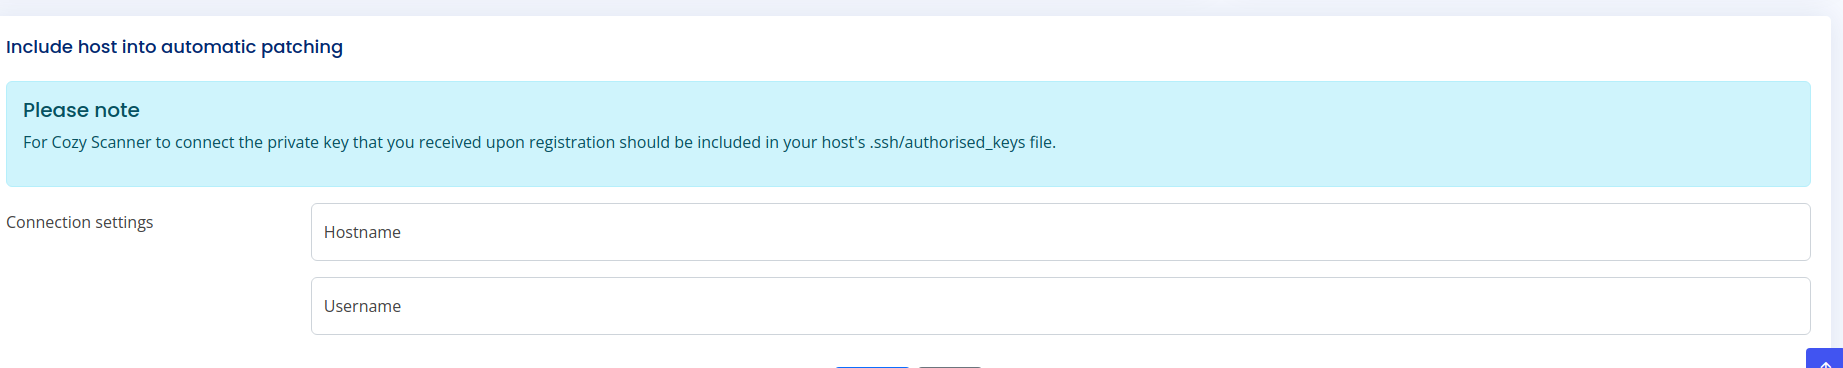 Include host into automatic patching
Please note
For Cozy Scanner to connect the private key that you received upon registration should be included in your host's .ssh/authorised_keys file.
Connection settings
Hostname
Username